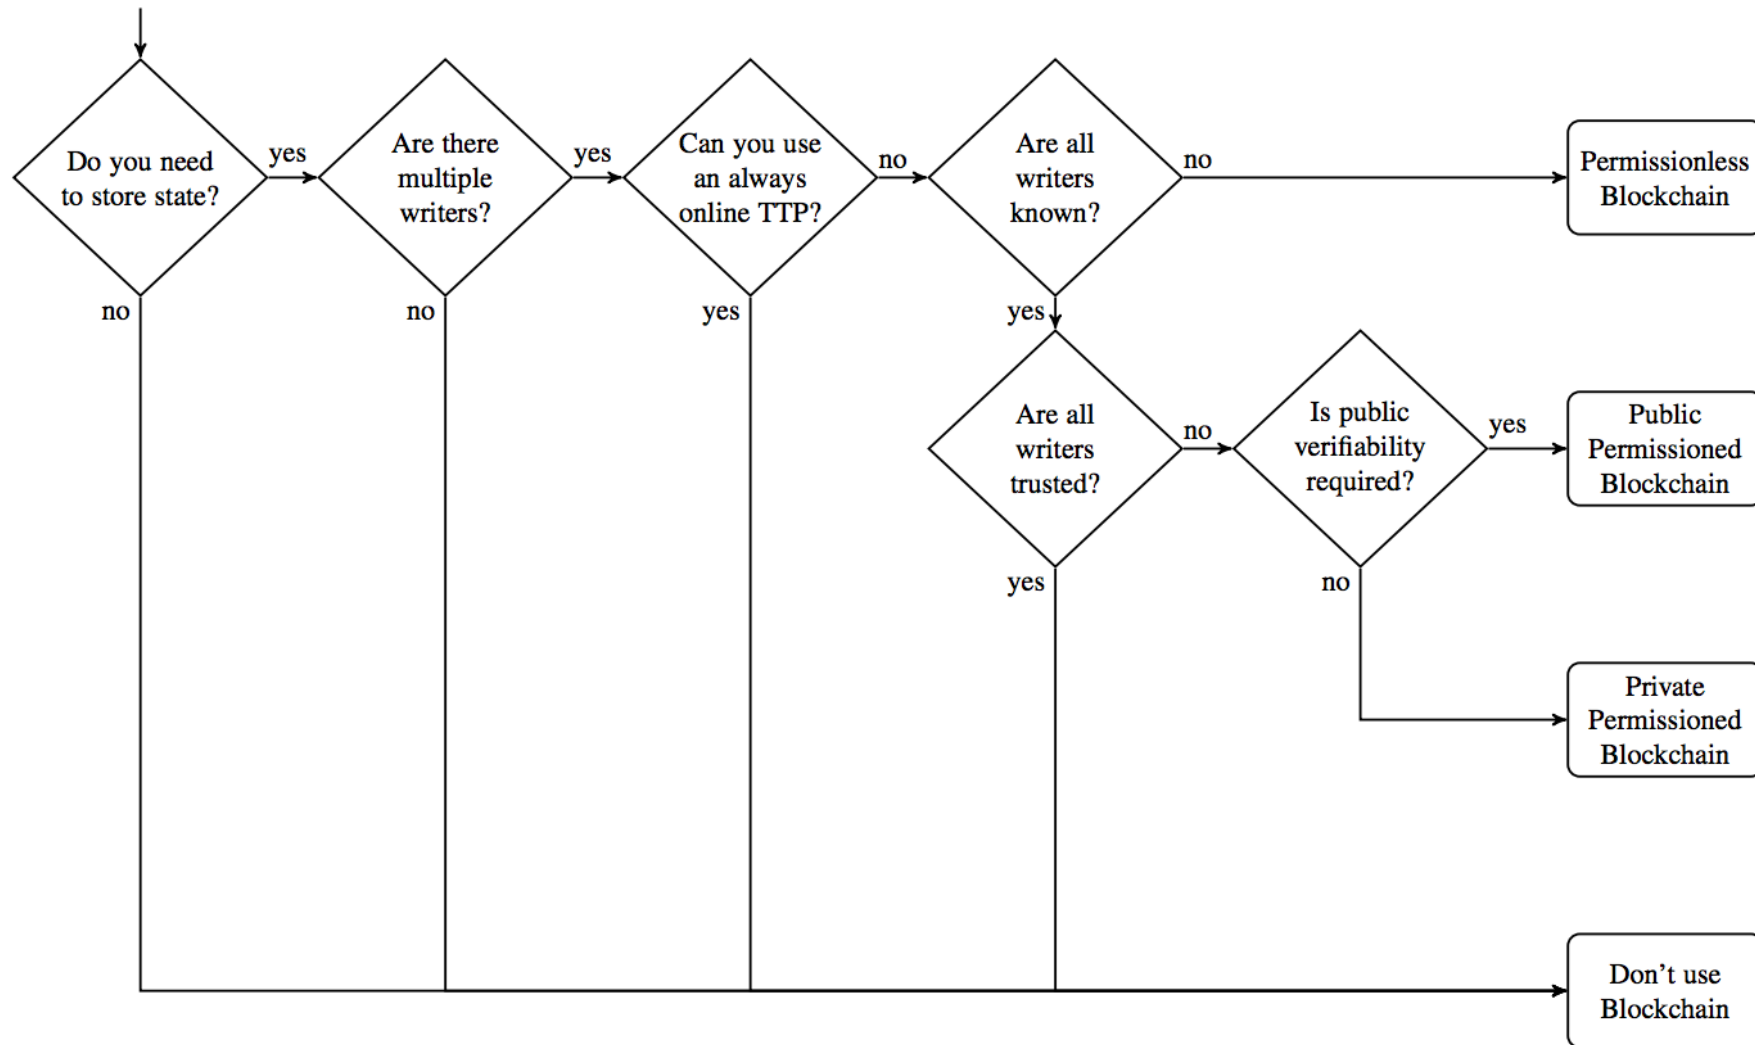 Do you need
to store state?
yes
no
Are there
multiple
writers?
yes
no
Can you use
an always
online TTP?
no
yes
Are all
writers
known?
no
yes
Permissionless
Blockchain
Are all
writers
trusted?
no
yes
Is public
verifiability
required?
yes
no
Public
Permissioned
Blockchain
Private
Permissioned
Blockchain
Don’t use
Blockchain